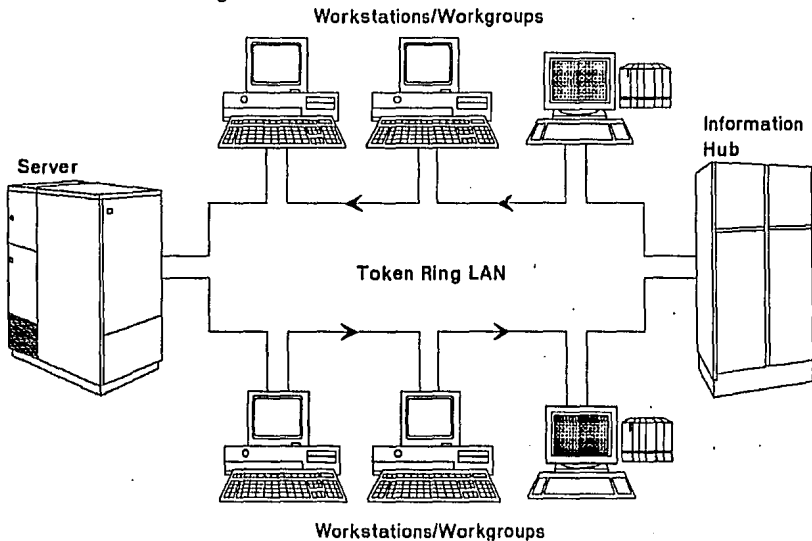 Workstations/Workgroups
Information
Hub
Server
Token Ring LAN
Workstations/Workgroups